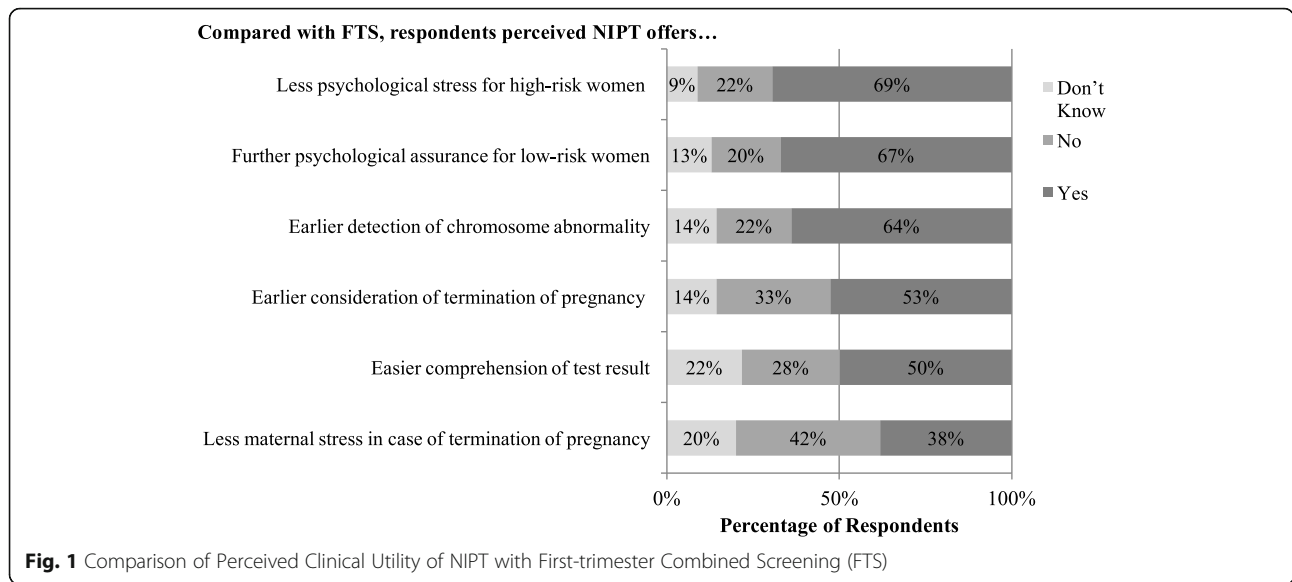 Compared with FTS, respondents perceived NIPT offers…
Less psychological stress for high-risk women 9% 22% 69%
Further psychological assurance for low-risk women 13% 20% 67%
Earlier detection of chromosome abnormality 14% 22% 64%
Earlier consideration of termination of pregnancy 14% 33% 53%
Easier comprehension of test result 22% 28% 50%
Less maternal stress in case of termination of pregnancy 20% 42% 38%
0% 50% 100%
Percentage of Respondents
Don't
Know
No
Yes
Fig. 1 Comparison of Perceived Clinical Utility of NIPT with First-trimester Combined Screening (FTS)